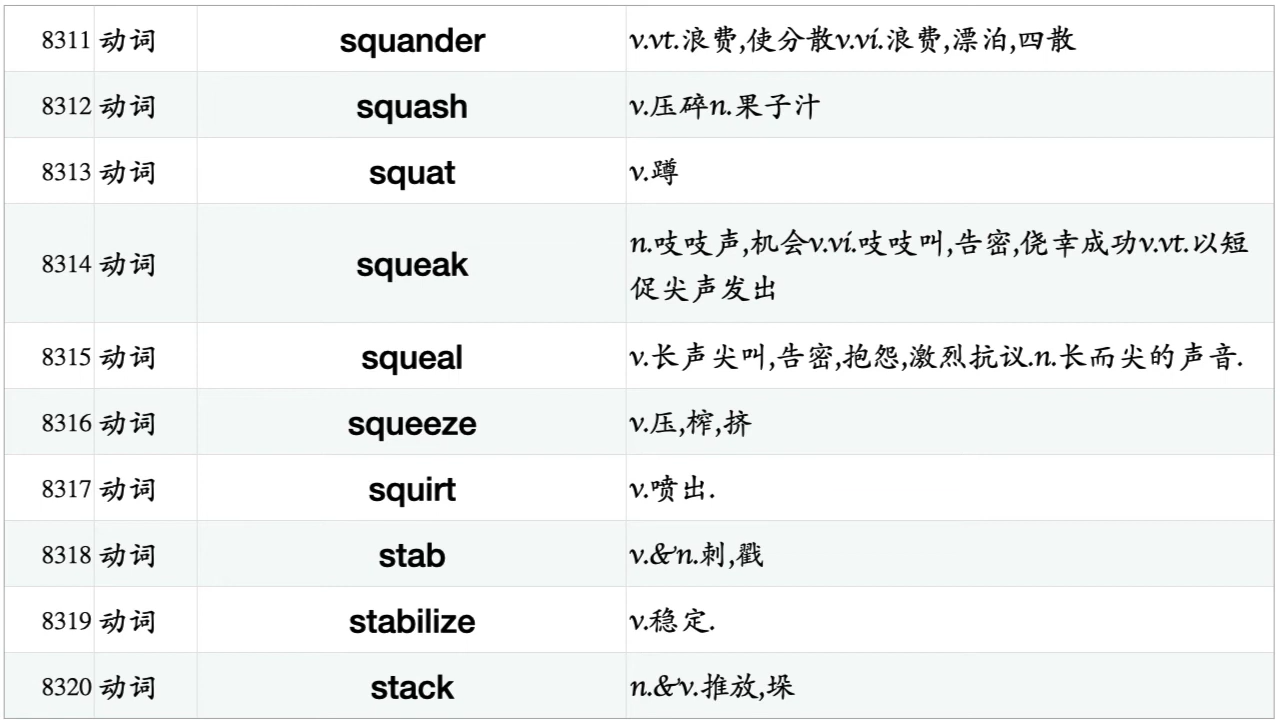 8311 动词 squander v.vt.浪费,使分散v.vi.浪费,漂泊,四散
8312 动词 squash v.压碎n.果子汁
8313 动词 squat v.蹲
8314 动词 squeak n.吱吱声,机会v.vi.吱吱叫,告密,侥幸成功v.vt.以短
促尖声发出
8315 动词 squeal v.长声尖叫,告密,抱怨,激烈抗议.n.长而尖的声音.
8316 动词 squeeze v.压,榨,挤
8317 动词 squirt v.喷出.
8318 动词 stab v.&n.刺,戳
8319 动词 stabilize v.稳定.
8320 动词 stack n.&v.推放,垛